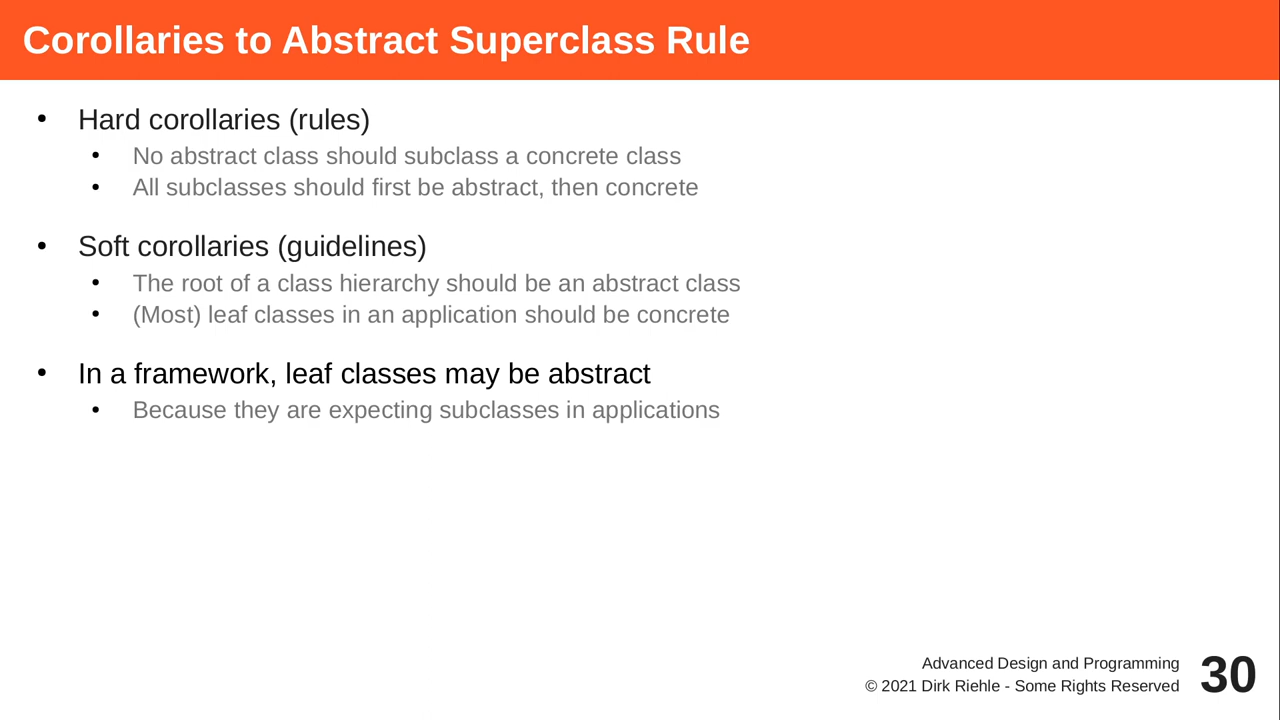 Corollaries to Abstract Superclass Rule
• Hard corollaries (rules)
• No abstract class should subclass a concrete class
• All subclasses should first be abstract, then concrete
• Soft corollaries (guidelines)
• The root of a class hierarchy should be an abstract class
• (Most) leaf classes in an application should be concrete
• In a framework, leaf classes may be abstract
• Because they are expecting subclasses in applications
Advanced Design and Programming
© 2021 Dirk Riehle - Some Rights Reserved
30